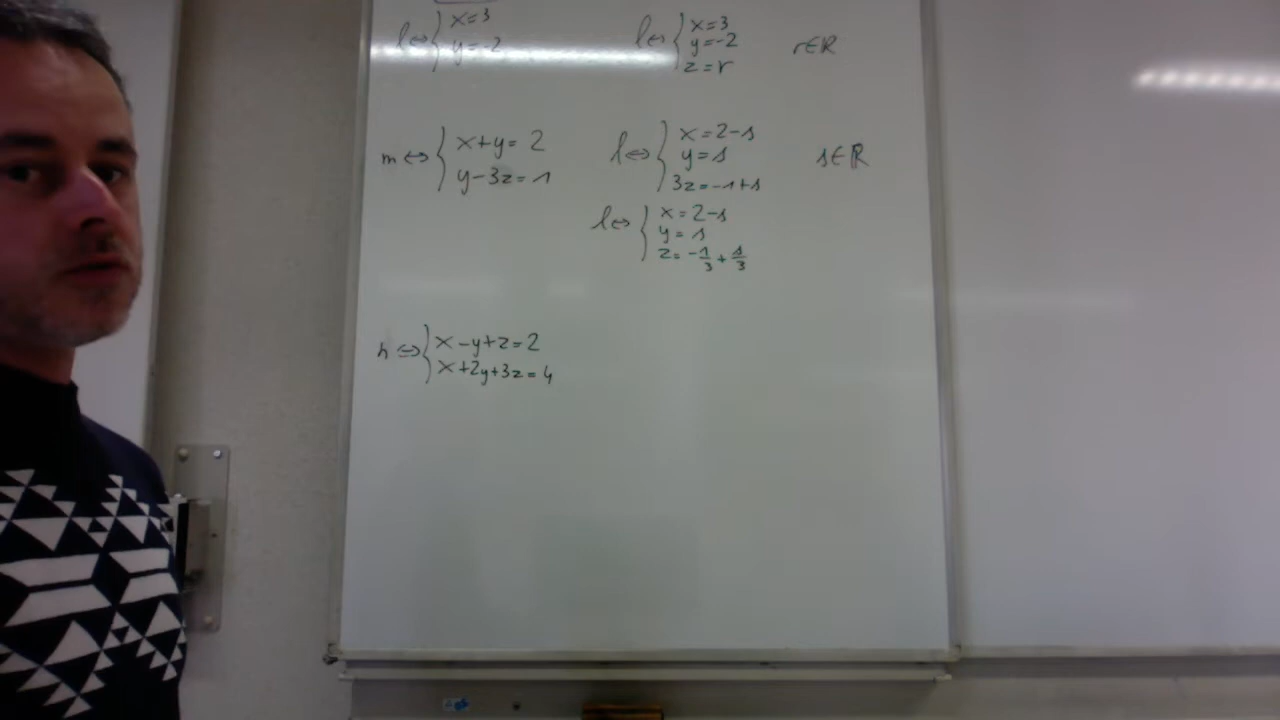 l⇔{ x=3
y=-2
l⇔{ x=3
y=-2
z=r
r∈ℝ
m⇔{ x+y=2
y-3z=1
l⇔{ x=2-s
y=s
3z=-1+s
s∈ℝ
l⇔{ x=2-s
y=s
z=-1/3+s/3
h⇔{ x-y+z=2
x+2y+3z=4